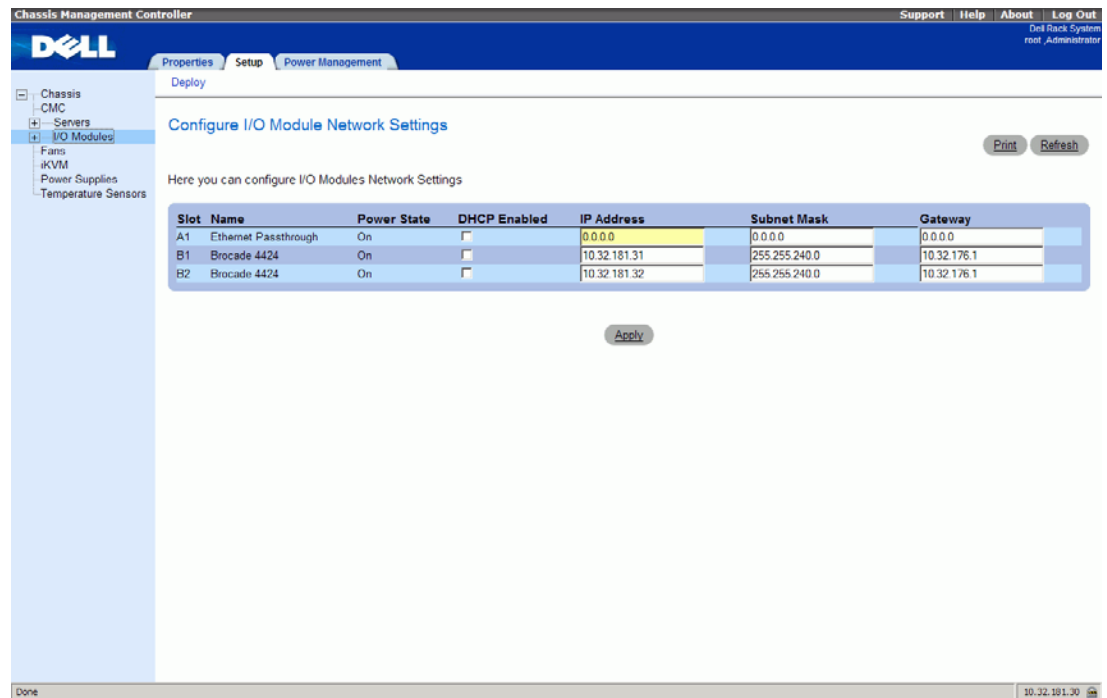 Chassis Management Controller
Support Help About Log Out
DELL
Dell Rack System
root ,Administrator
Properties Setup Power Management
Deploy
Chassis
CMC
Servers
I/O Modules
Fans
iKVM
Power Supplies
Temperature Sensors
Configure I/O Module Network Settings
Print Refresh
Here you can configure I/O Modules Network Settings
Slot Name Power State DHCP Enabled IP Address Subnet Mask Gateway
A1 Ethernet Passthrough On 0.0.0.0 0.0.0.0 0.0.0.0
B1 Brocade 4424 On 10.32.181.31 255.255.240.0 10.32.176.1
B2 Brocade 4424 On 10.32.181.32 255.255.240.0 10.32.176.1
Apply
Done
10.32.181.30